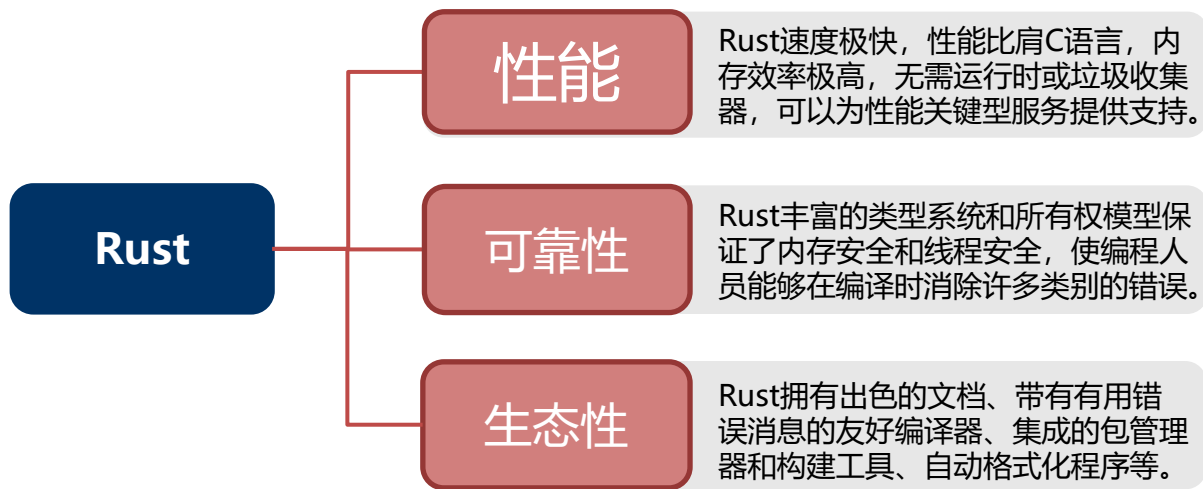 Rust
性能
Rust速度极快，性能比肩C语言，内
存效率极高，无需运行时或垃圾收集
器，可以为性能关键型服务提供支持。
可靠性
Rust丰富的类型系统和所有权模型保
证了内存安全和线程安全，使编程人
员能够在编译时消除许多类别的错误。
生态性
Rust拥有出色的文档、带有有用错
误消息的友好编译器、集成的包管理
器和构建工具、自动格式化程序等。